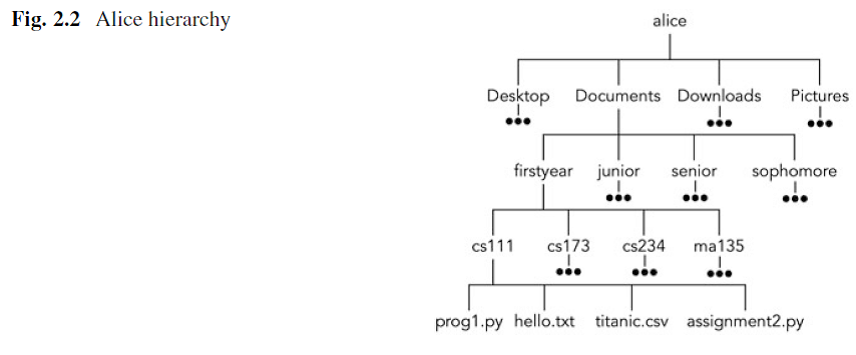 Fig. 2.2 Alice hierarchy
alice
Desktop Documents Downloads Pictures
firstyear junior senior sophomore
cs111 cs173 cs234 ma135
prog1.py hello.txt titanic.csv assignment2.py